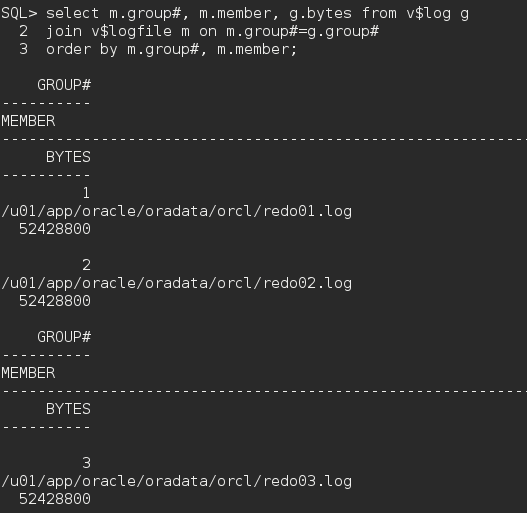 SQL> select m.group#, m.member, g.bytes from v$log g
  2  join v$logfile m on m.group#=g.group#
  3  order by m.group#, m.member;

    GROUP#
----------
MEMBER
--------------------------------------------------------------------------------
     BYTES
----------
         1
/u01/app/oracle/oradata/orcl/redo01.log
  52428800

         2
/u01/app/oracle/oradata/orcl/redo02.log
  52428800

    GROUP#
----------
MEMBER
--------------------------------------------------------------------------------
     BYTES
----------

         3
/u01/app/oracle/oradata/orcl/redo03.log
  52428800